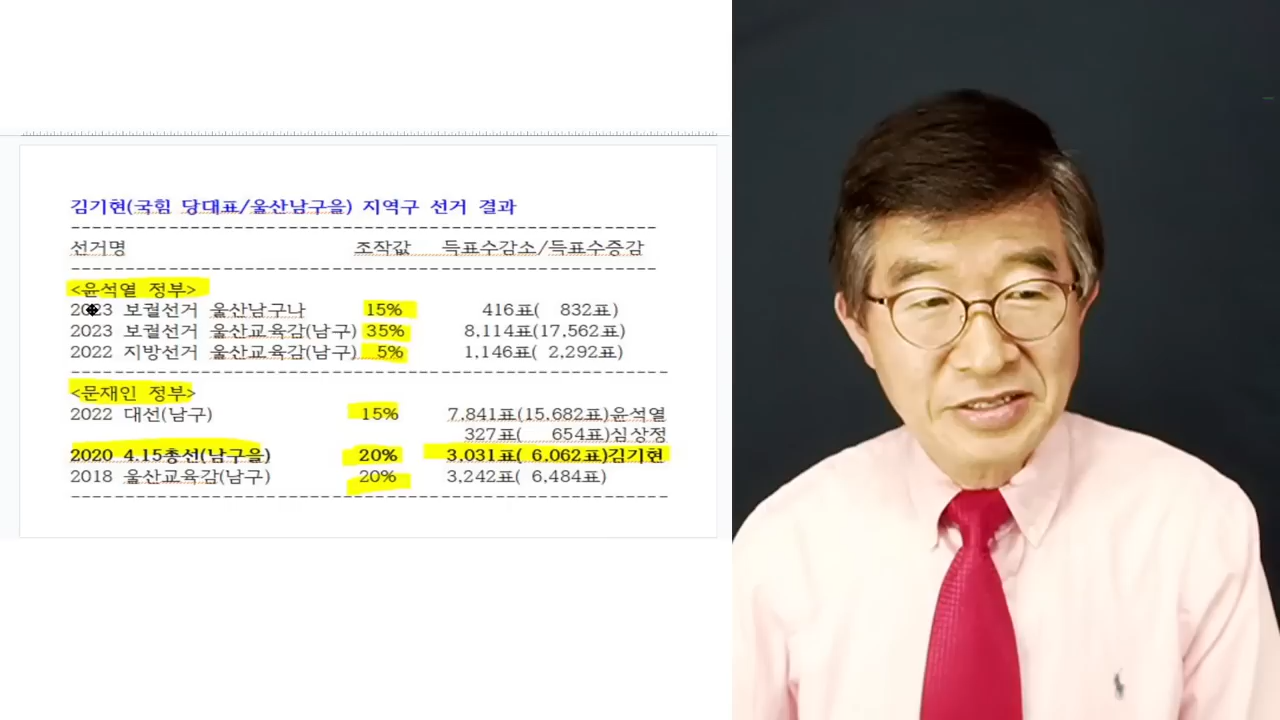 김기현(국힘 당대표/울산남구을) 지역구 선거 결과
선거명 조작값 득표수감소/득표수증감
<윤석열 정부>
2023 보궐선거 울산남구나 15% 416표( 832표)
2023 보궐선거 울산교육감(남구) 35% 8,114표(17,562표)
2022 지방선거 울산교육감(남구) 5% 1,146표( 2,292표)
<문재인 정부>
2022 대선(남구) 15% 7,841표(15,682표)윤석열
327표( 654표)심상정
2020 4.15총선(남구을) 20% 3,031표( 6,062표)김기현
2018 울산교육감(남구) 20% 3,242표( 6,484표)